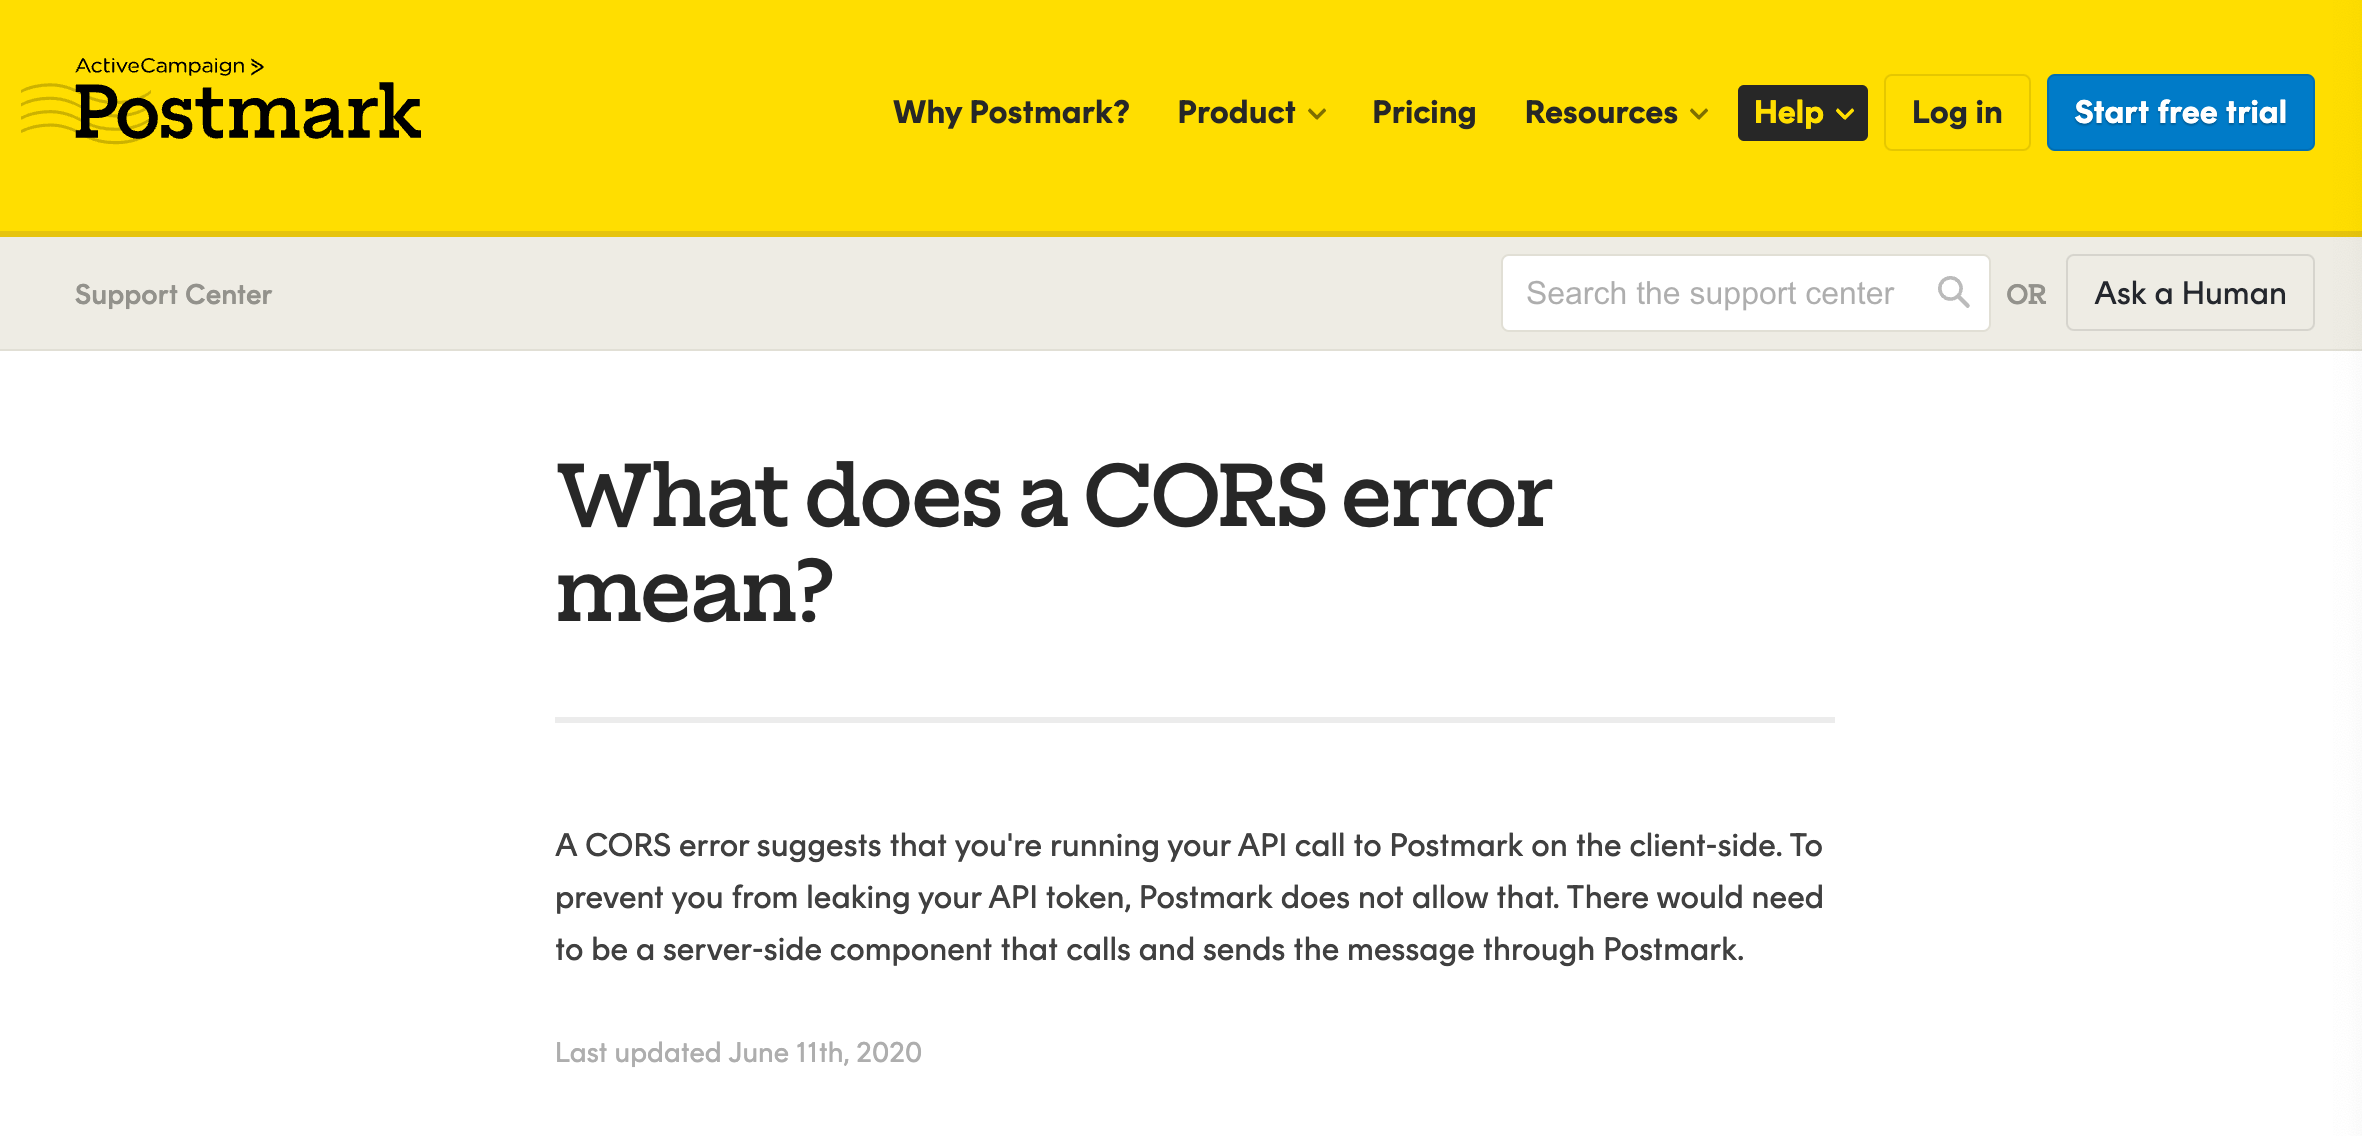 ActiveCampaign >
Postmark
Why Postmark?
Product
Pricing
Resources
Help
Log in
Start free trial
Support Center
Search the support center
OR
Ask a Human
What does a CORS error
mean?
A CORS error suggests that you're running your API call to Postmark on the client-side. To
prevent you from leaking your API token, Postmark does not allow that. There would need
to be a server-side component that calls and sends the message through Postmark.
Last updated June 11th, 2020